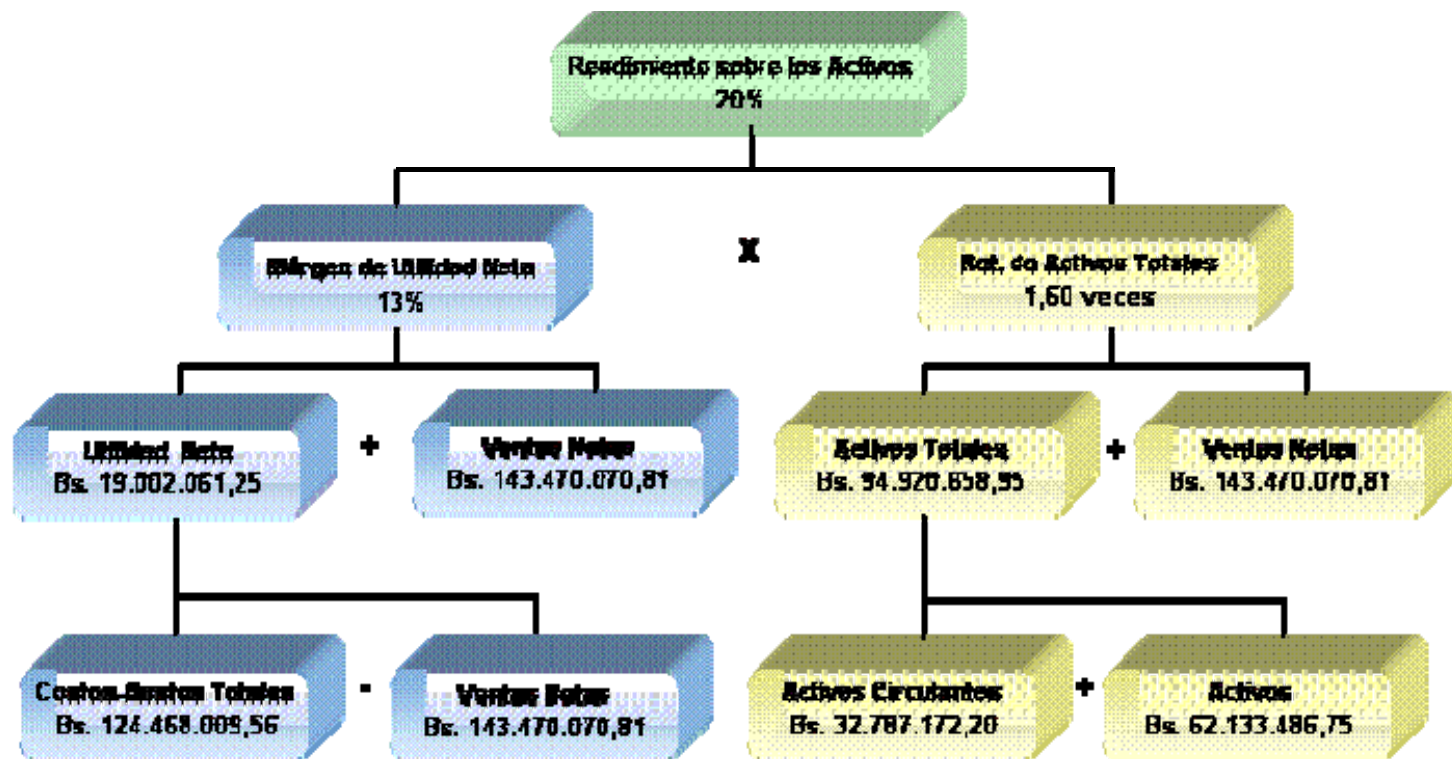 Rendimiento sobre los Activos
20%
X
Márgen de Utilidad Neta
13%
Rot. de Activos Totales
1,60 veces
Utilidad Neta
Bs. 19.002.061,25
+
Ventas Netas
Bs. 143.470.070,81
Activos Totales
Bs. 94.920.658,95
+
Ventas Netas
Bs. 143.470.070,81
Costos-Gastos Totales
Bs. 124.468.009,56
-
Ventas Netas
Bs. 143.470.070,81
Activos Circulantes
Bs. 32.787.172,20
+
Activos
Bs. 62.133.486,75